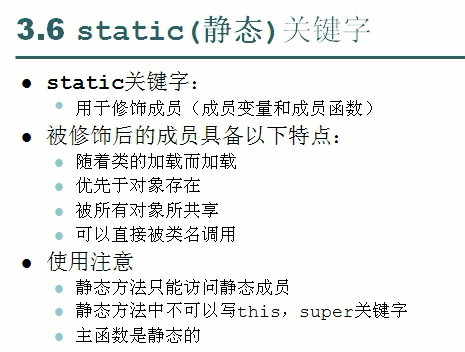 3.6 static(静态)关键字
● static关键字：
● 用于修饰成员（成员变量和成员函数）
● 被修饰后的成员具备以下特点：
● 随着类的加载而加载
● 优先于对象存在
● 被所有对象所共享
● 可以直接被类名调用
● 使用注意
● 静态方法只能访问静态成员
● 静态方法中不可以写this，super关键字
● 主函数是静态的